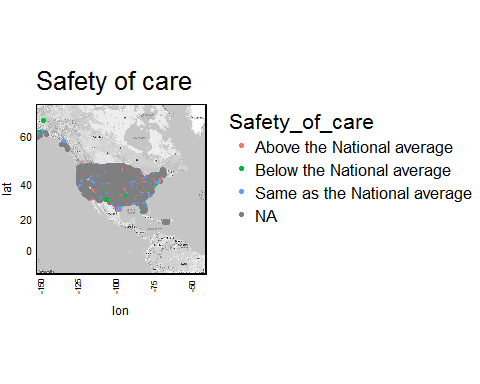 Safety of care
Safety_of_care
Above the National average
Below the National average
Same as the National average
NA
lat
60
40
20
0
-150
-125
-100
-75
-50
lon